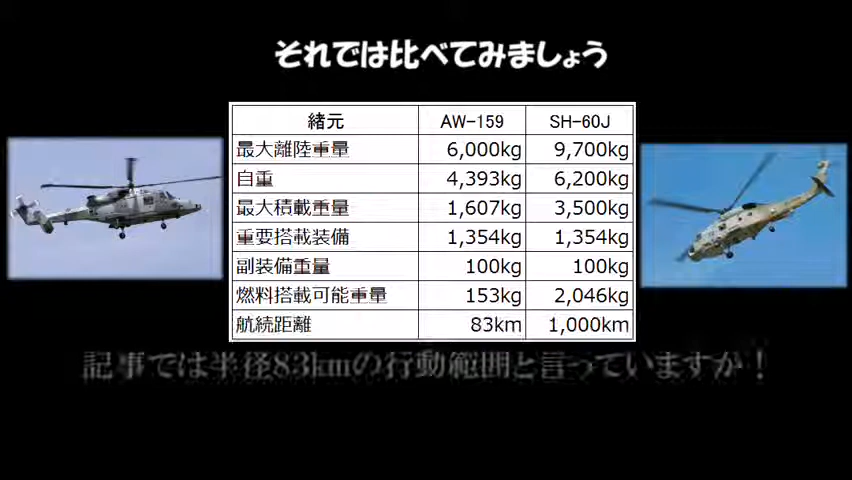 それでは比べてみましょう
緒元 AW-159 SH-60J
最大離陸重量 6,000kg 9,700kg
自重 4,393kg 6,200kg
最大積載重量 1,607kg 3,500kg
重要搭載装備 1,354kg 1,354kg
副装備重量 100kg 100kg
燃料搭載可能重量 153kg 2,046kg
航続距離 83km 1,000km
記事では半径83kmの行動範囲と言っていますが！